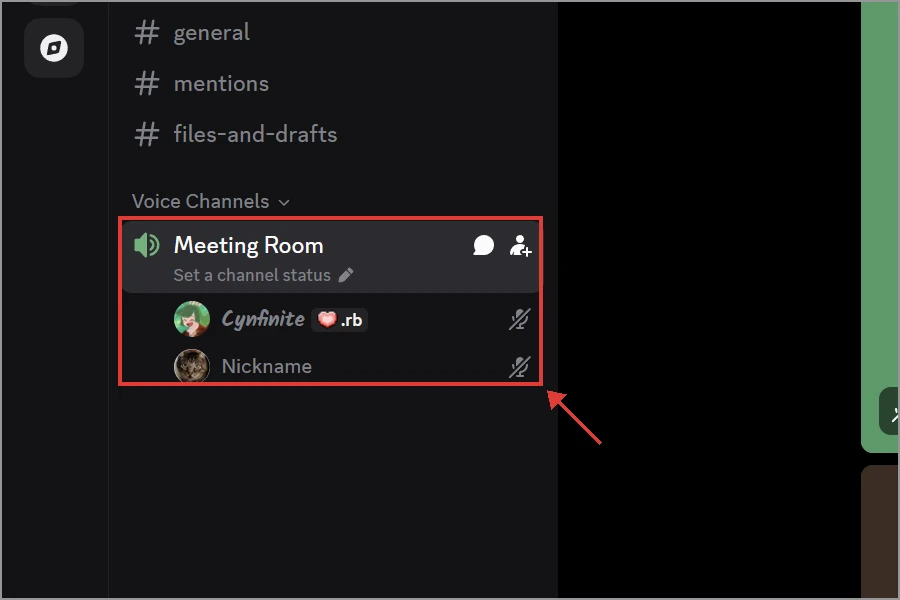 # general
# mentions
# files-and-drafts
Voice Channels
Meeting Room
Set a channel status
Cynfinite .rb
Nickname